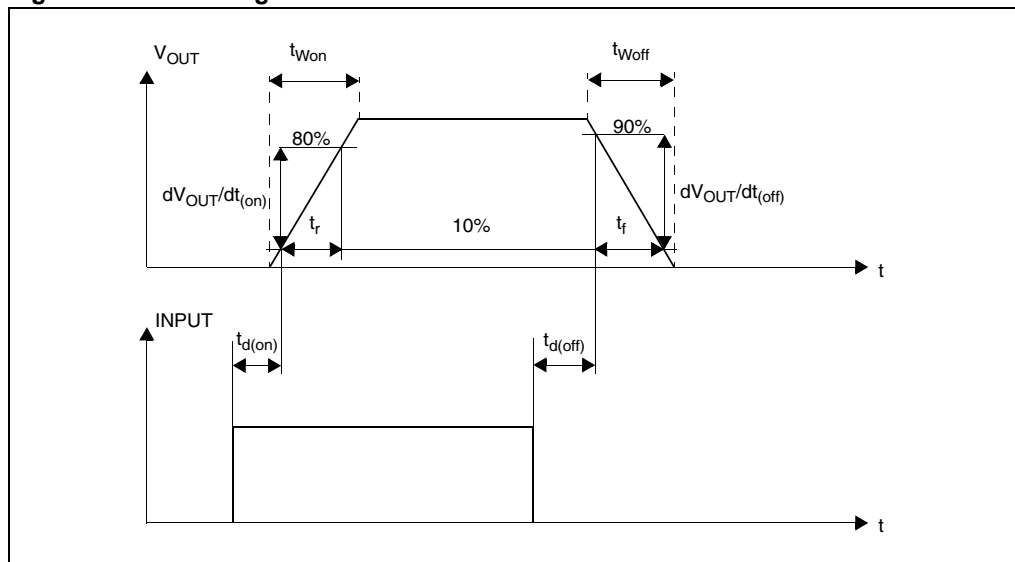 V_OUT
t_Won
t_Woff
80%
90%
dV_OUT/dt_(on)
dV_OUT/dt_(off)
t_r
10%
t_f
t
INPUT
t_d(on)
t_d(off)
t